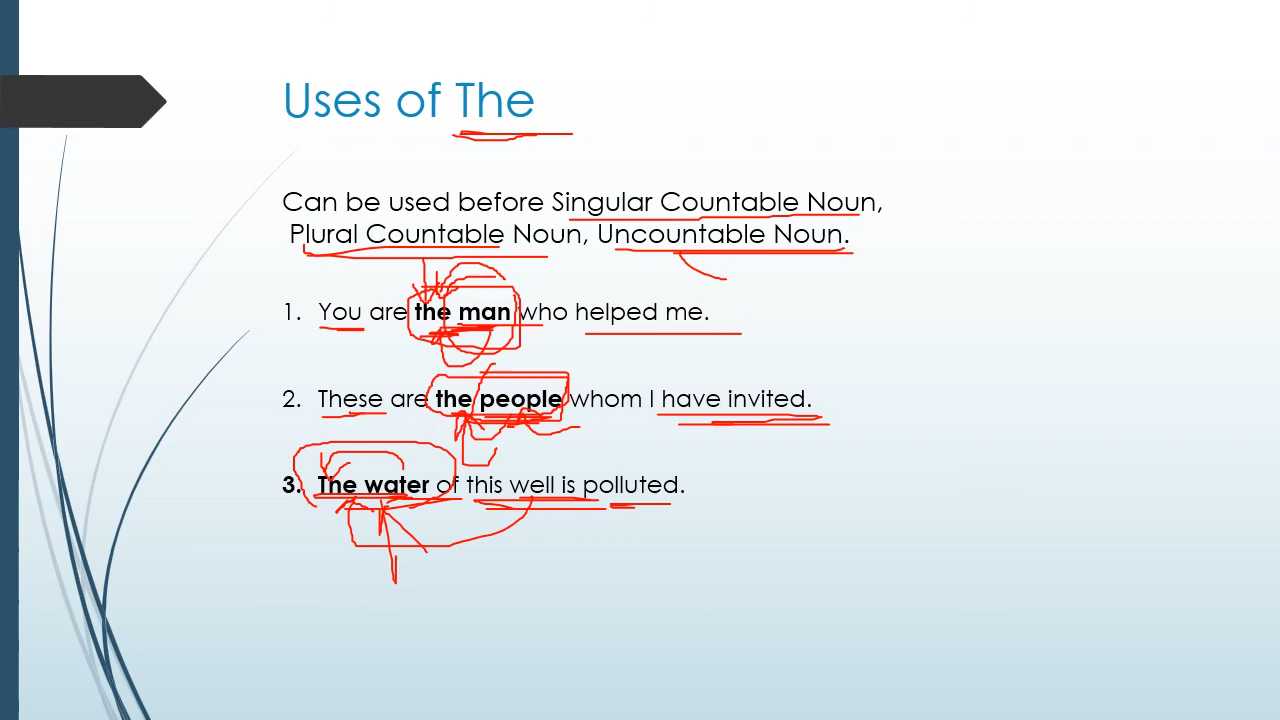 Uses of The
Can be used before Singular Countable Noun,
Plural Countable Noun, Uncountable Noun.
1. You are the man who helped me.
2. These are the people whom I have invited.
3. The water of this well is polluted.